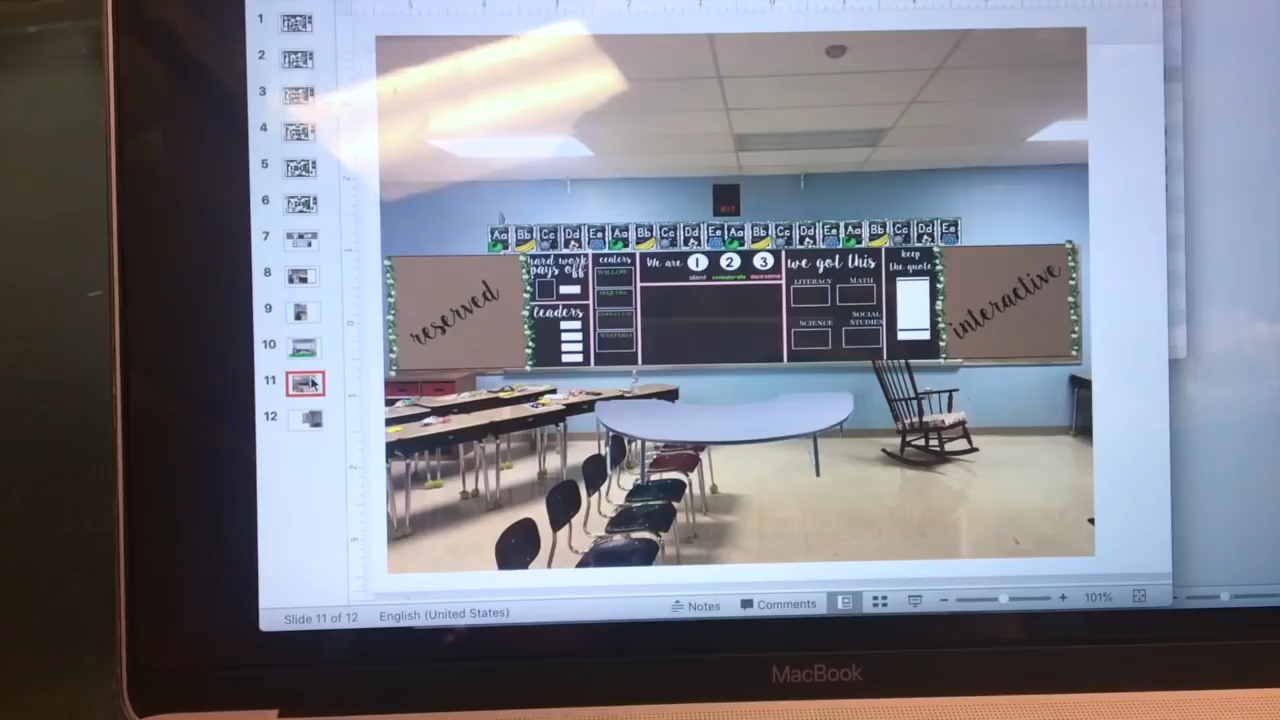 1
2
3
4
5
6
7
8
9
10
11
12
Aa Bb Cc Dd Ee Aa Bb Cc Dd Ee Aa Bb Cc Dd Ee Aa Bb Cc Dd Ee
reserved
hard work
pays off
leaders
centers
WILLOW
We are 1 2 3
silent
considerate
we got this
LITERACY MATH
SCIENCE SOCIAL
STUDIES
keep
the quote
interactive
Slide 11 of 12 English (United States) Notes Comments 101%
MacBook